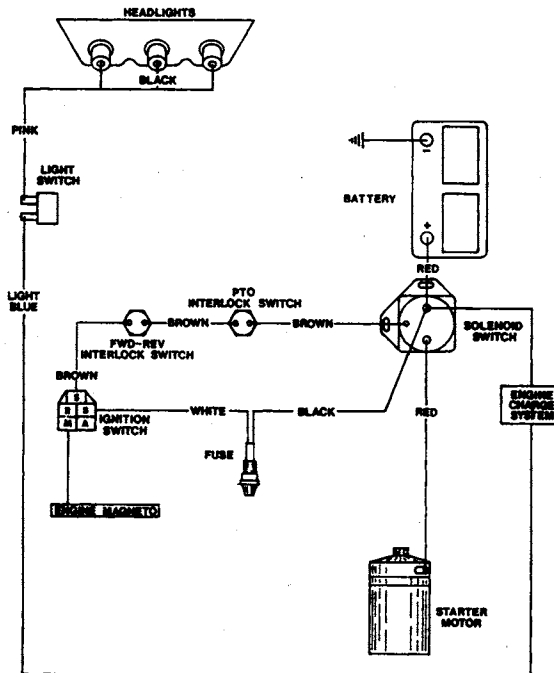 HEADLIGHTS
BLACK
PINK
LIGHT
SWITCH
BATTERY
−
+
RED
LIGHT
BLUE
PTO
INTERLOCK SWITCH
BROWN
BROWN
SOLENOID
SWITCH
FWD-REV
INTERLOCK SWITCH
BROWN
S
B B
M A
IGNITION
SWITCH
WHITE
BLACK
RED
ENGINE
CHARGE
SYSTEM
FUSE
ENGINE MAGNETO
STARTER
MOTOR